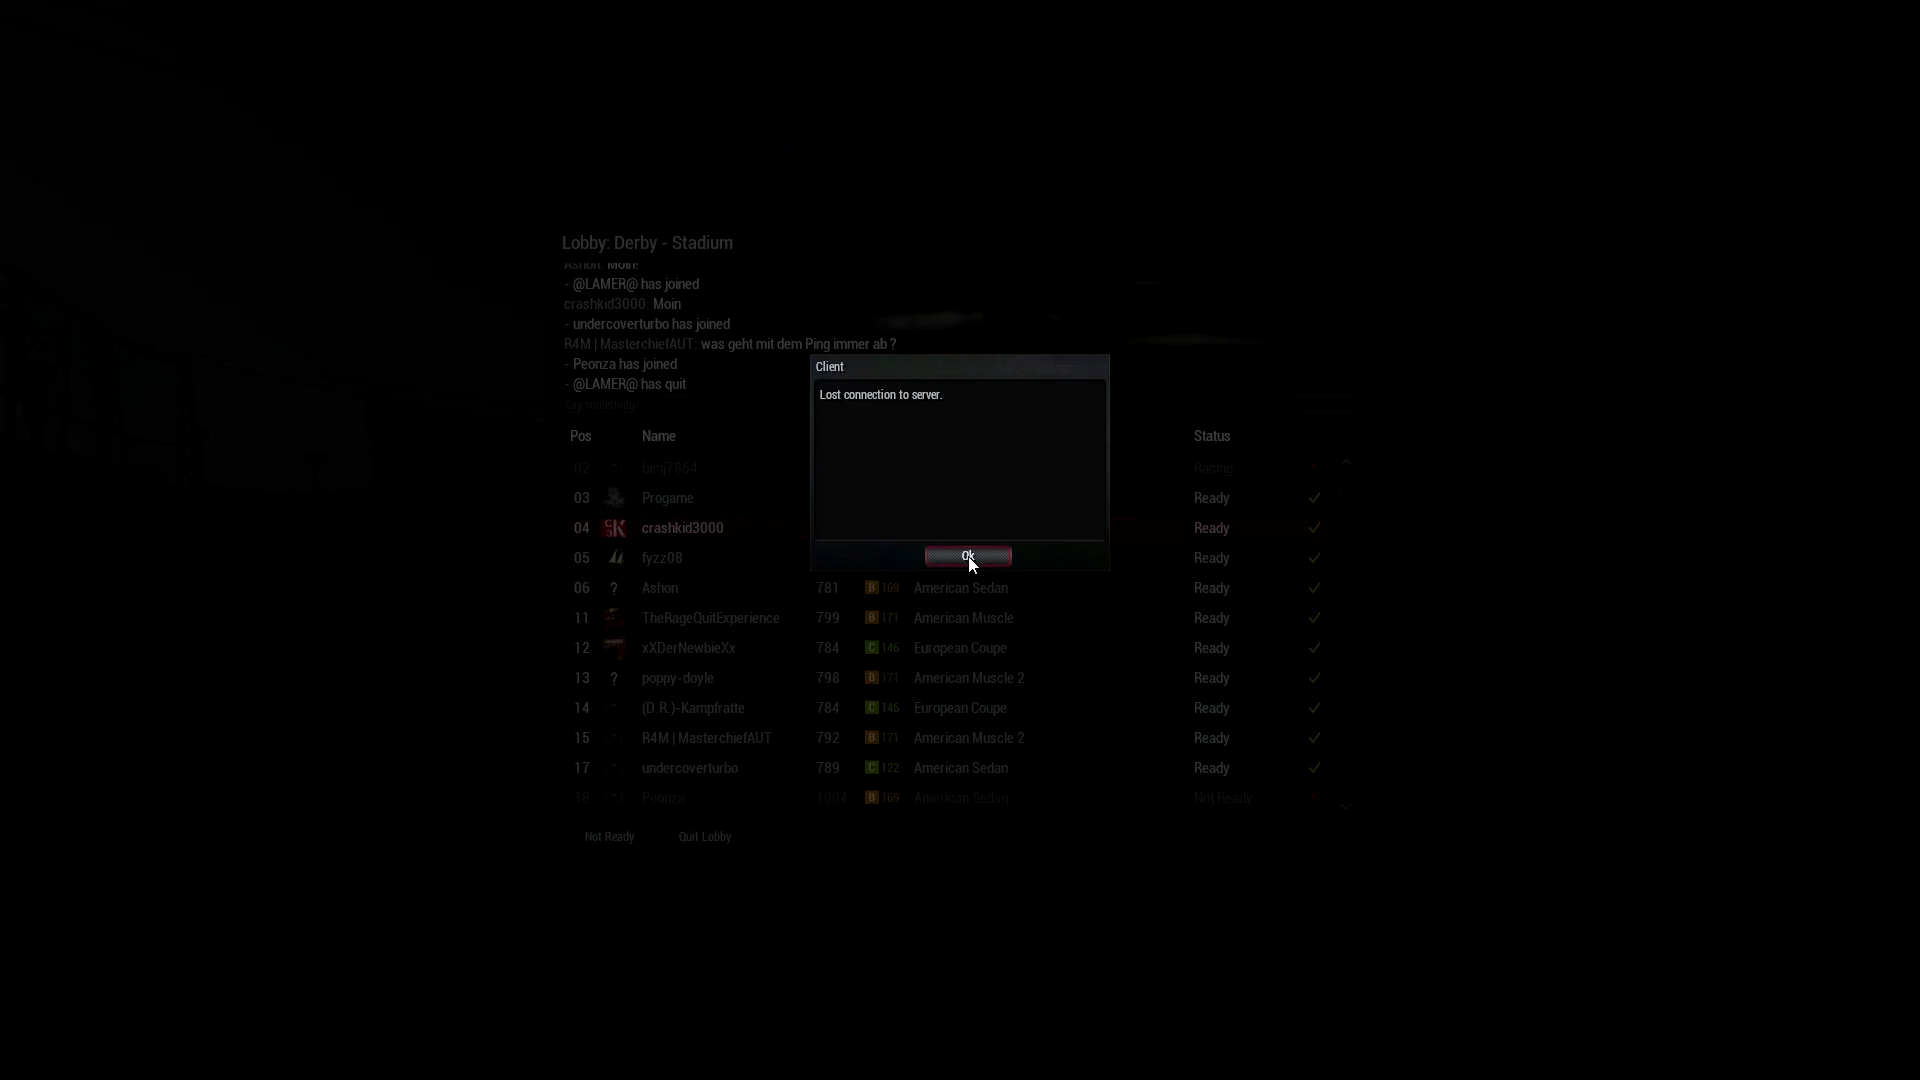 Lobby: Derby - Stadium
Ashon: Moin!
- @LAMER@ has joined
crashkid3000: Moin
- undercoverturbo has joined
R4M | MasterchiefAUT: was geht mit dem Ping immer ab ?
- Peonza has joined
- @LAMER@ has quit
Say something
Client
Lost connection to server.
Ok
Pos Name Status
02 benj7854 Racing
03 Progame Ready
04 crashkid3000 Ready
05 fyzz08 Ready
06 ? Ashon 781 B 169 American Sedan Ready
11 TheRageQuitExperience 799 B 171 American Muscle Ready
12 xXDerNewbieXx 784 C 146 European Coupe Ready
13 ? poppy-doyle 798 B 171 American Muscle 2 Ready
14 (D.R.)-Kampfratte 784 C 146 European Coupe Ready
15 R4M | MasterchiefAUT 792 B 171 American Muscle 2 Ready
17 undercoverturbo 789 C 122 American Sedan Ready
18 Peonza 1004 B 169 American Sedan Not Ready
Not Ready Quit Lobby